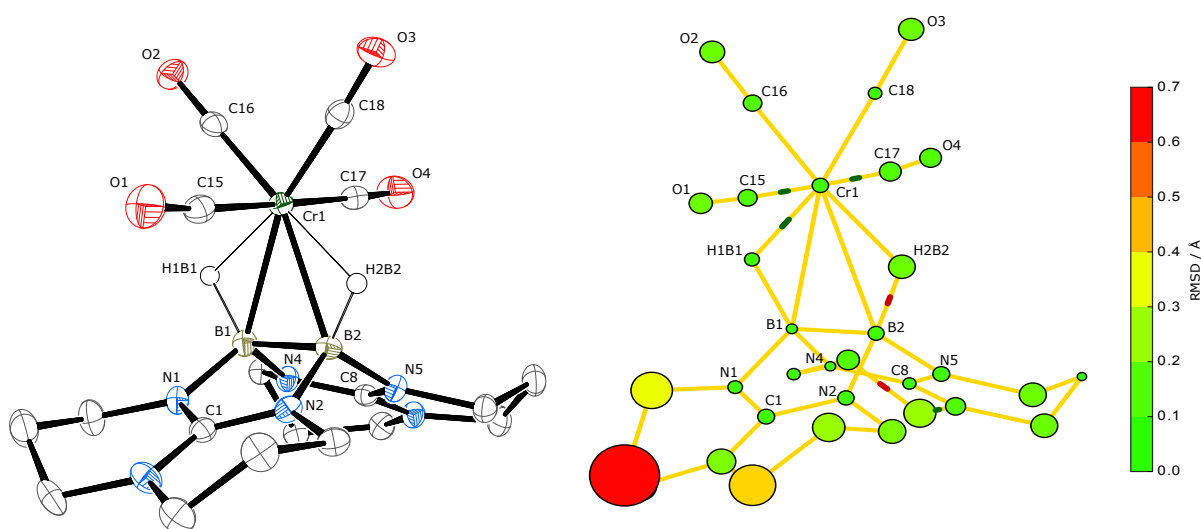 O2
O3
C16
C18
O1
C15
C17
O4
Cr1
H1B1
H2B2
B1
B2
N4
C8
N5
N1
C1
N2
O3
O2
C16
C18
O4
C17
O1
C15
Cr1
H1B1
H2B2
B1
B2
N4
N5
C8
N1
N2
C1
0.7
0.6
0.5
0.4
0.3
0.2
0.1
0.0
RMSD / Å